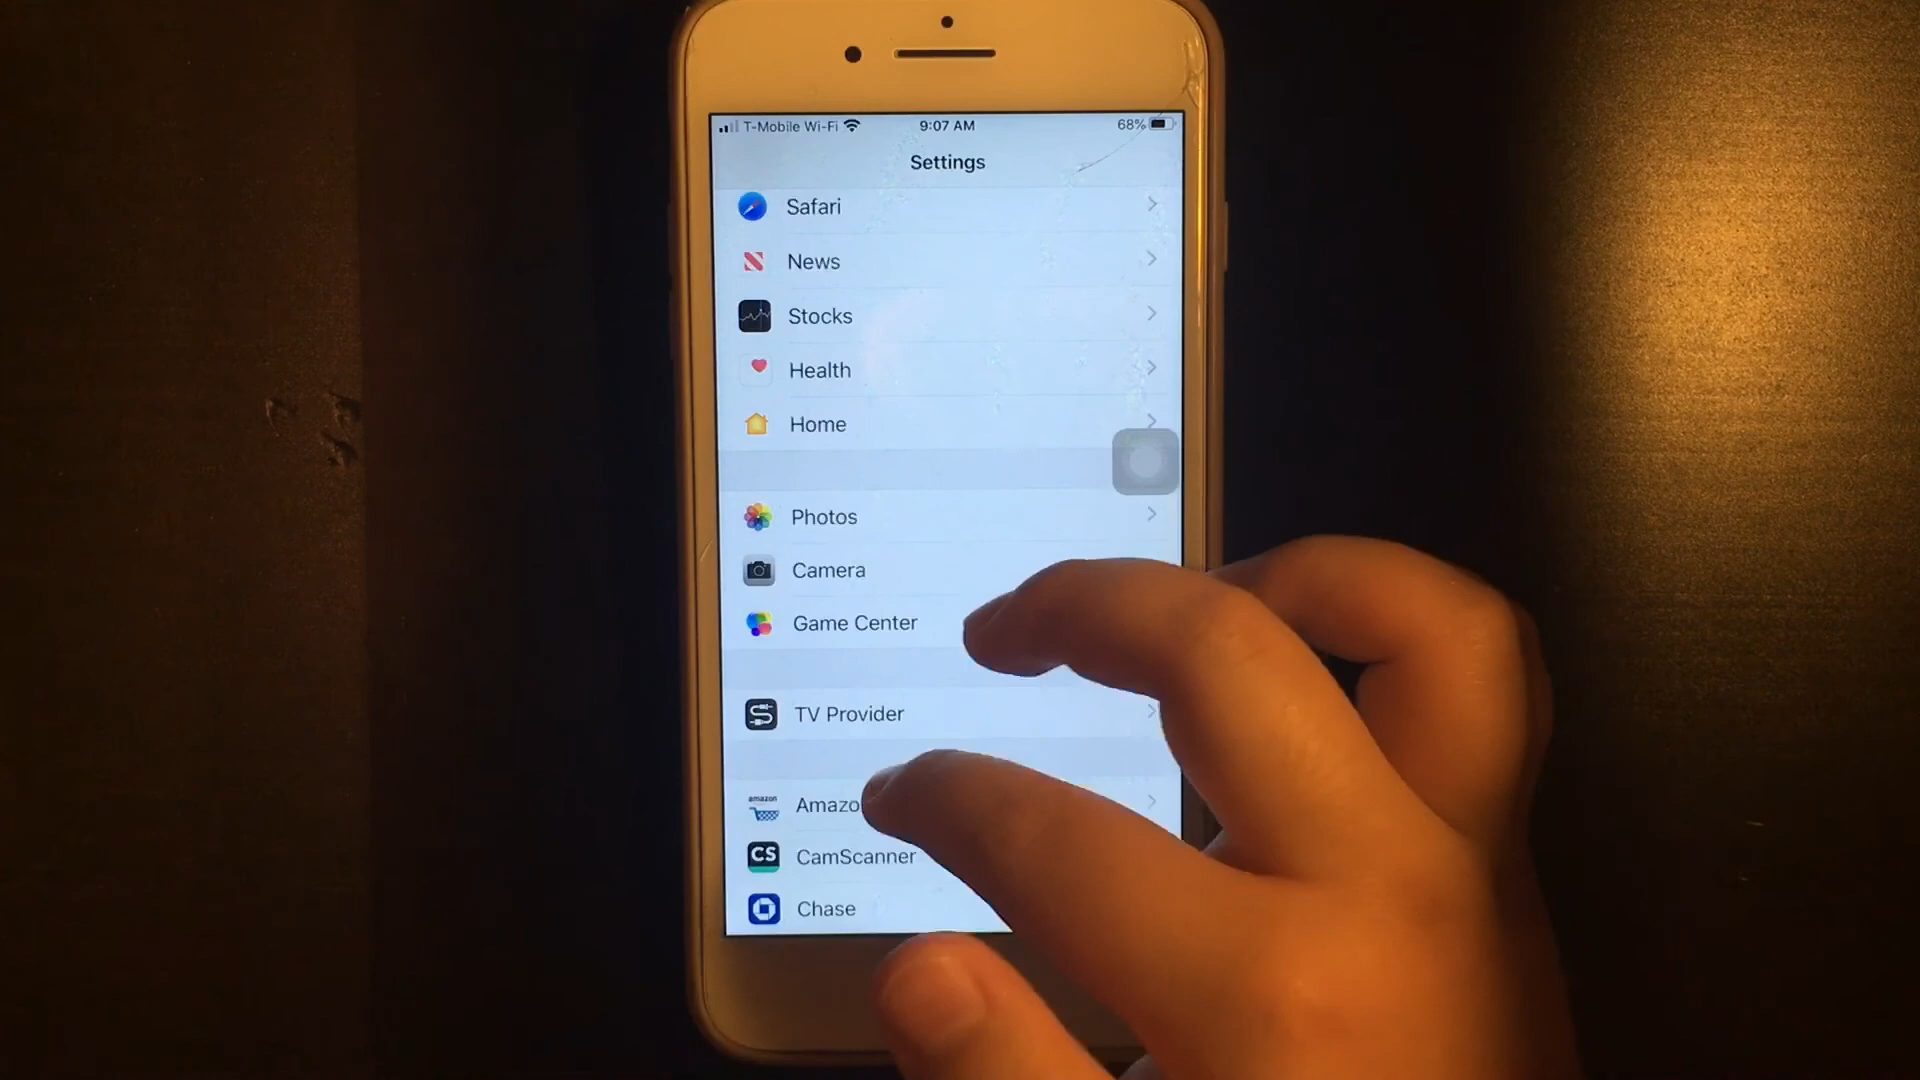 T-Mobile Wi-Fi 9:07 AM 68%
Settings
Safari
News
Stocks
Health
Home
Photos
Camera
Game Center
TV Provider
amazon
Amazo
CS CamScanner
Chase